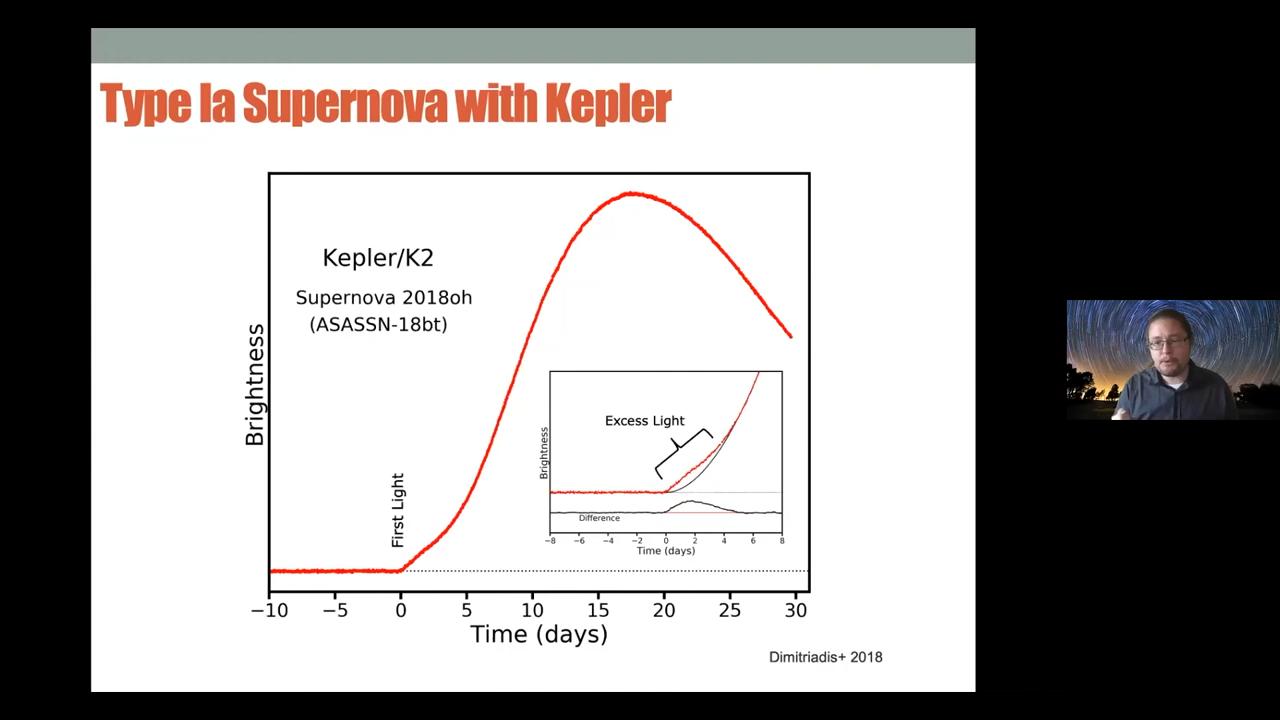 Type Ia Supernova with Kepler
Kepler/K2
Supernova 2018oh
(ASASSN-18bt)
Brightness
First Light
Excess Light
Brightness
Difference
−8 −6 −4 −2 0 2 4 6 8
Time (days)
−10 −5 0 5 10 15 20 25 30
Time (days)
Dimitriadis+ 2018